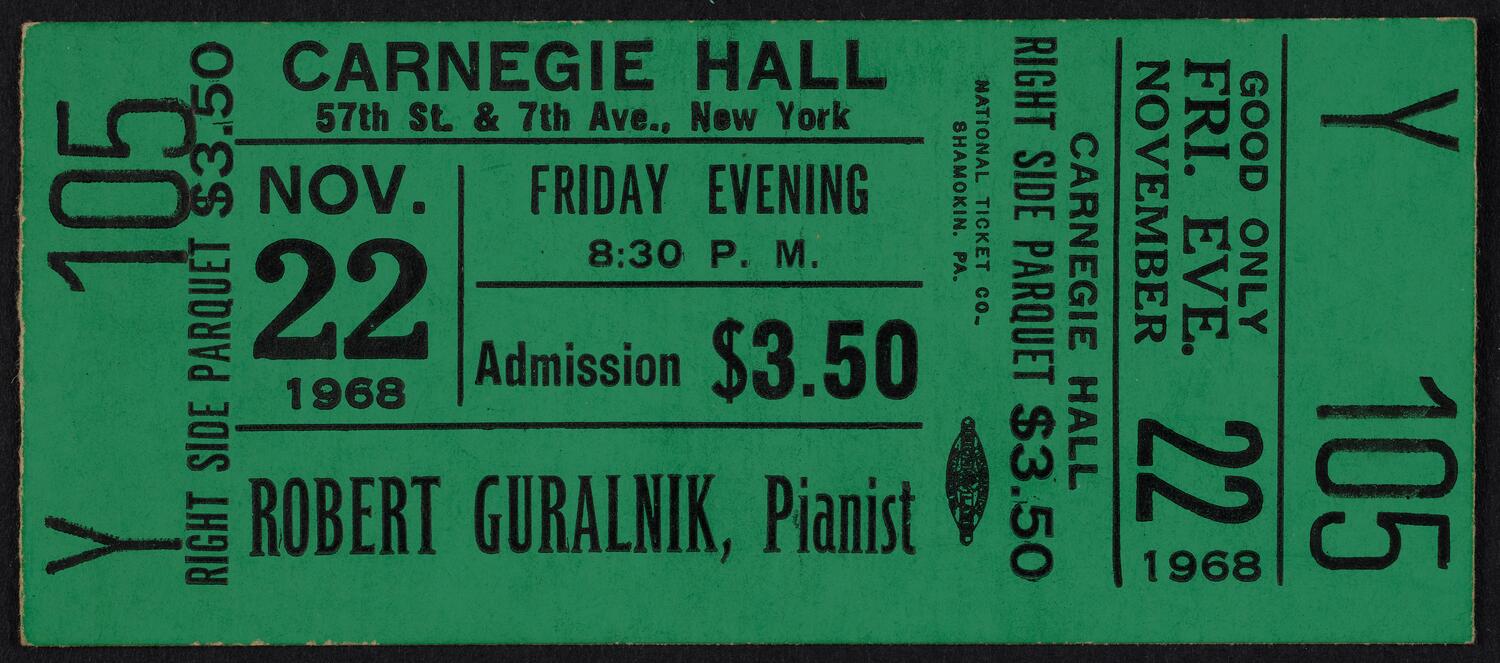 Y 105
RIGHT SIDE PARQUET $3.50
CARNEGIE HALL
57th St. & 7th Ave., New York
NOV.
22
1968
FRIDAY EVENING
8:30 P. M.
Admission $3.50
ROBERT GURALNIK, Pianist
NATIONAL TICKET CO.
SHAMOKIN. PA.
RIGHT SIDE PARQUET $3.50
CARNEGIE HALL
GOOD ONLY
FRI. EVE.
NOVEMBER
22
1968
Y 105